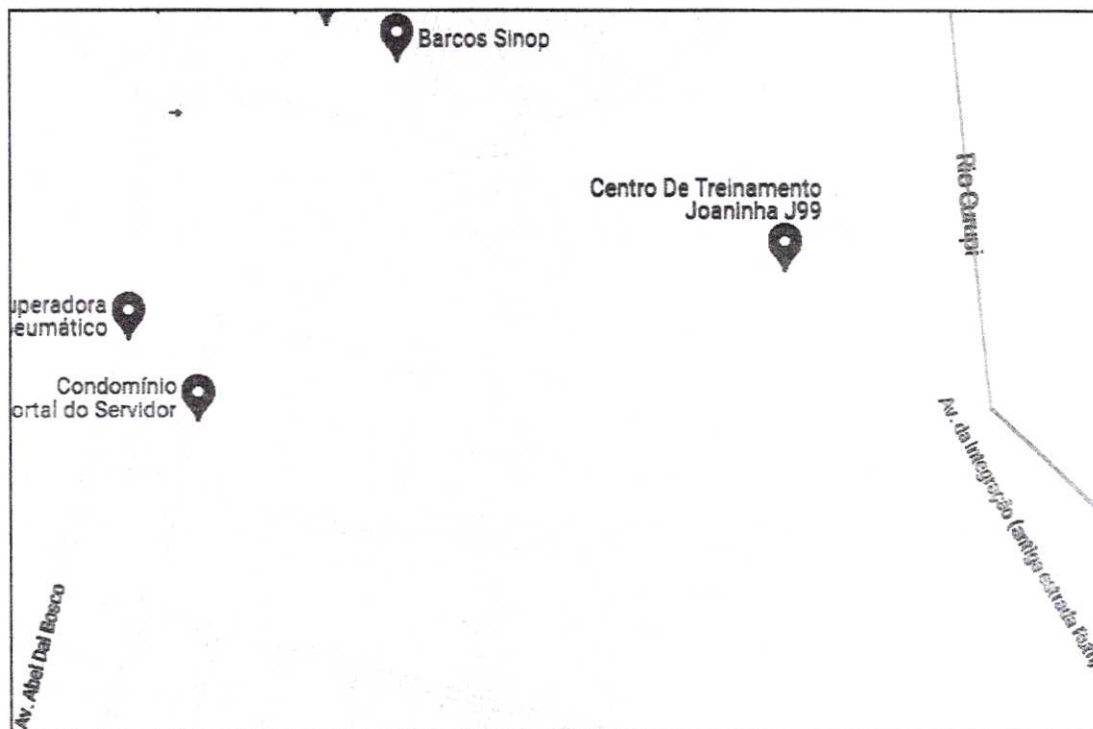 Barcos Sinop
Centro De Treinamento
Joaninha J99
Rio Curupi
uperadora
eumático
Condomínio
ortal do Servidor
Av. da Integração (antiga estrada Ruth)
Av. Abel Dal Bosco